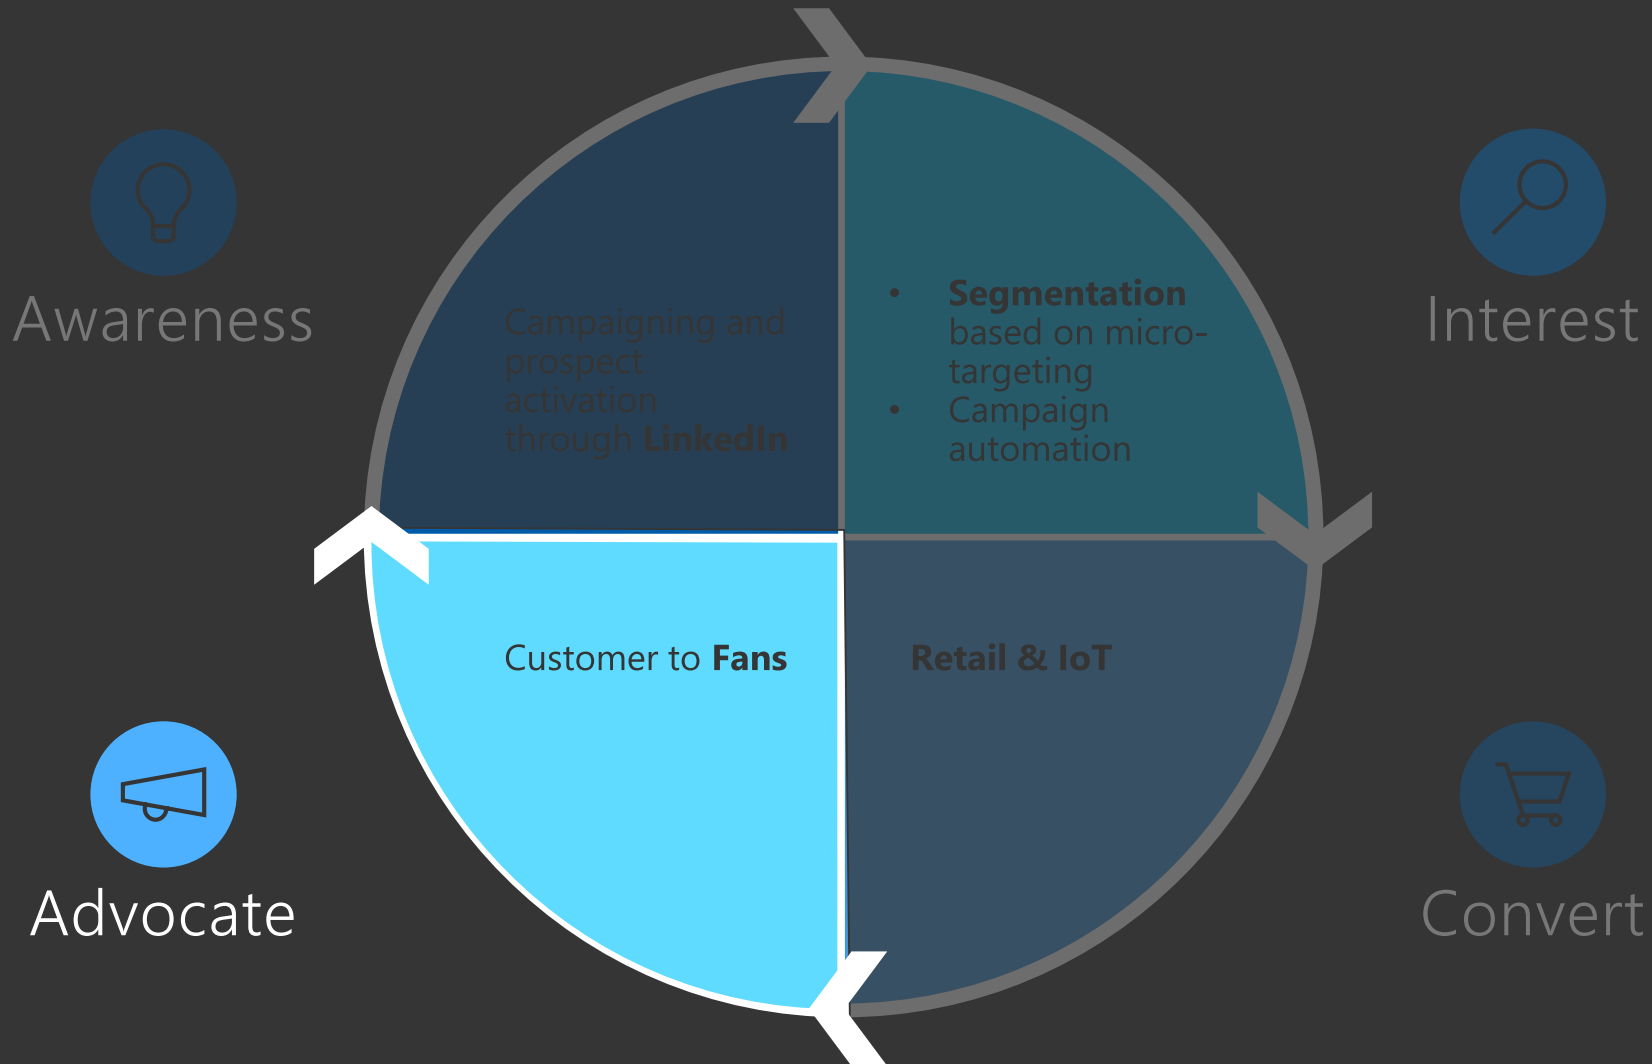 Awareness
Campaigning and
prospect
activation
through LinkedIn
• Segmentation
based on micro-
targeting
• Campaign
automation
Interest
Advocate
Customer to Fans
Retail & IoT
Convert